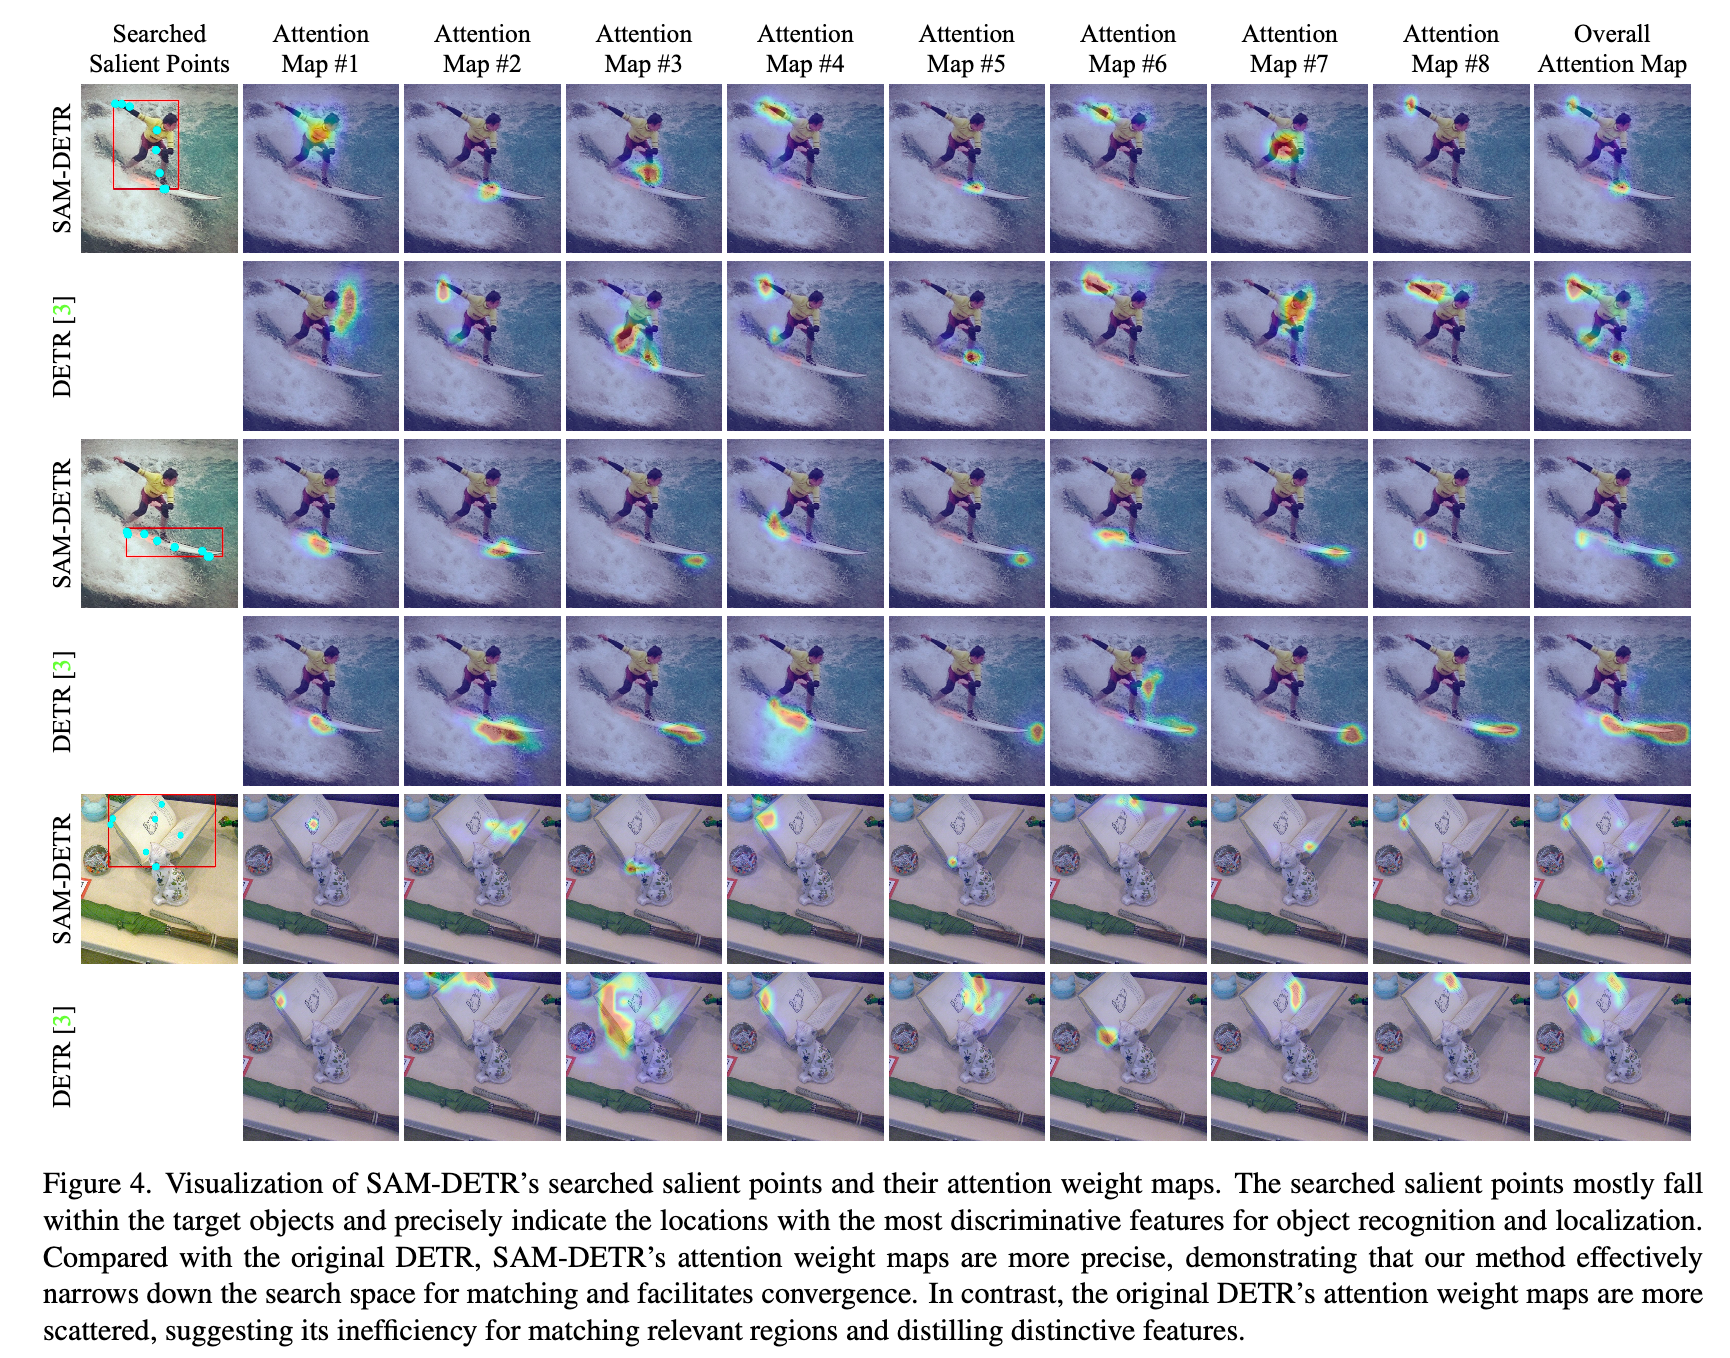 Searched Salient Points
Attention Map #1
Attention Map #2
Attention Map #3
Attention Map #4
Attention Map #5
Attention Map #6
Attention Map #7
Attention Map #8
Overall Attention Map
SAM-DETR
DETR [3]
SAM-DETR
DETR [3]
SAM-DETR
DETR [3]
Figure 4. Visualization of SAM-DETR’s searched salient points and their attention weight maps. The searched salient points mostly fall
within the target objects and precisely indicate the locations with the most discriminative features for object recognition and localization.
Compared with the original DETR, SAM-DETR’s attention weight maps are more precise, demonstrating that our method effectively
narrows down the search space for matching and facilitates convergence. In contrast, the original DETR’s attention weight maps are more
scattered, suggesting its inefficiency for matching relevant regions and distilling distinctive features.